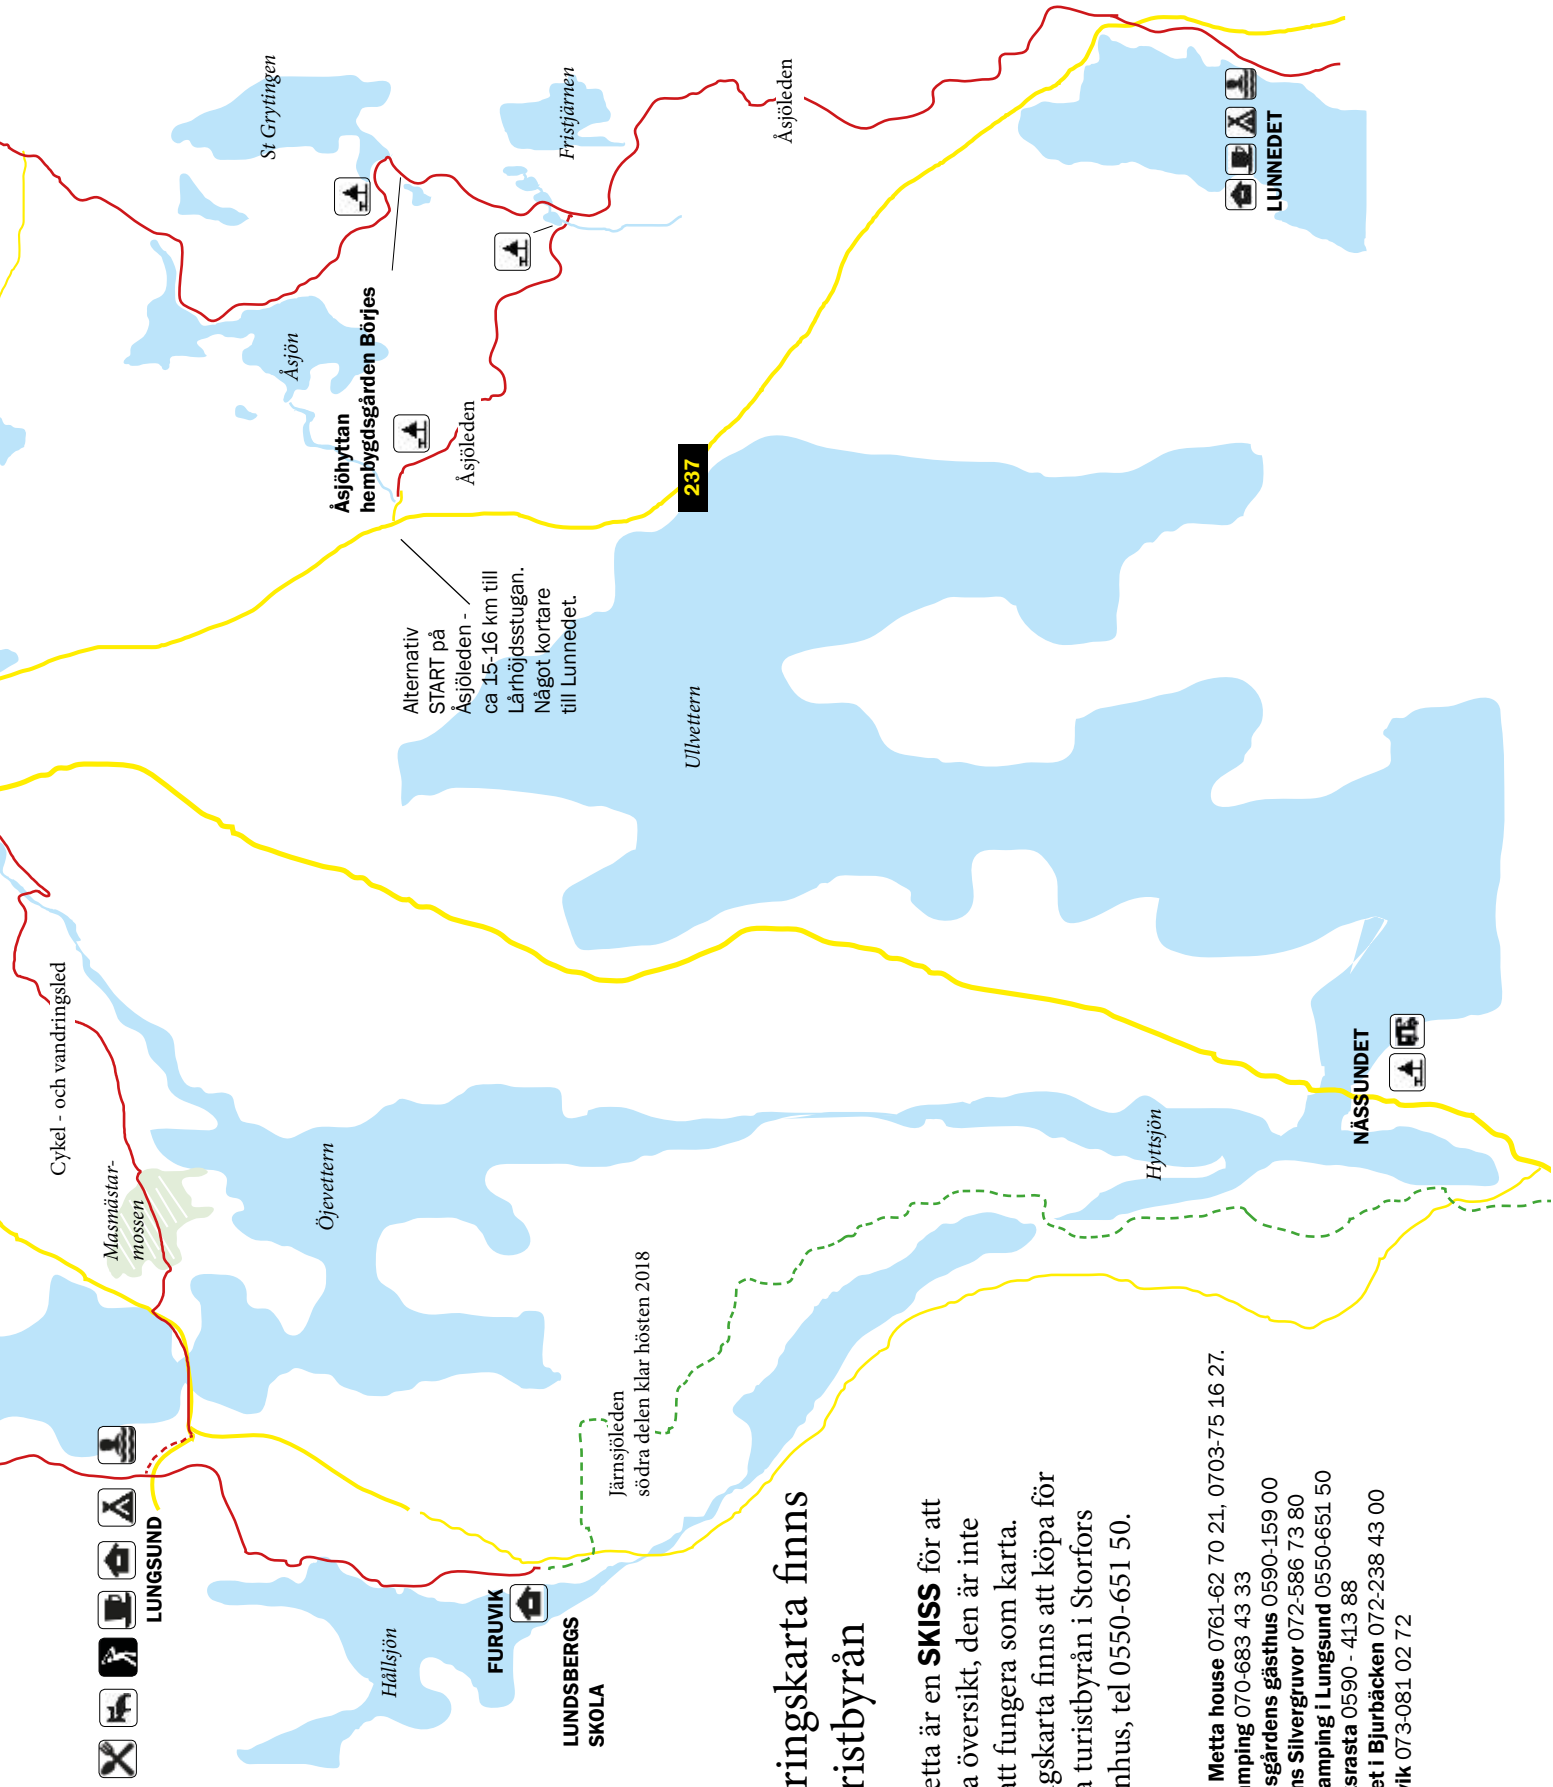 St Grytingen
Fristjärnen
Åsjöleden
LUNNEDET
Åsjön
Åsjöhyttan
hembygdsgården Börjes
Åsjöleden
237
Alternativ
START på
Åsjöleden -
ca 15-16 km till
Lårhöjdsstugan.
Något kortare
till Lunnedet.
Ullvettern
Cykel - och vandringsled
Masmästar-
mossen
Öjevettern
NÄSSUNDET
Hyttsjön
Järnsjöleden
södra delen klar hösten 2018
LUNGSUND
Hållsjön
FURUVIK
LUNDSBERGS
SKOLA
ringskarta finns
ristbyrån
etta är en SKISS för att
a översikt, den är inte
tt fungera som karta.
gskarta finns att köpa för
turistbyrån i Storfors
nhus, tel 0550-651 50.
Metta house 0761-62 70 21, 0703-75 16 27.
mping 070-683 43 33
sgårdens gästhus 0590-159 00
ns Silvergruvor 072-586 73 80
amping i Lungsund 0550-651 50
srasta 0590 - 413 88
et i Bjurbäcken 072-238 43 00
vik 073-081 02 72